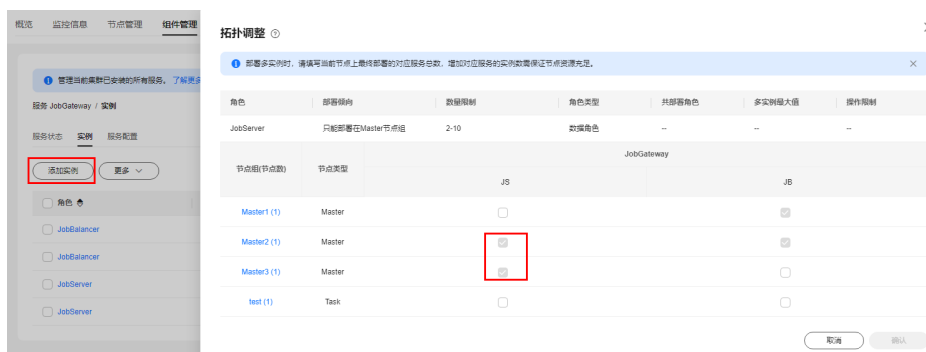 概览 监控信息 节点管理 组件管理
管理当前集群已安装的所有服务。 了解更多
服务 JobGateway / 实例
服务状态 实例 服务配置
添加实例 更多
角色
JobBalancer
JobBalancer
JobServer
JobServer
拓扑调整
部署多实例时，请填写当前节点上最终部署的对应服务总数，增加对应服务的实例数需保证节点资源充足。
角色 部署倾向 数量限制 角色类型 共部署角色 多实例最大值 操作限制
JobServer 只能部署在Master节点组 2-10 数据角色 -- -- --
节点组(节点数) 节点类型 JobGateway
JS JB
Master1 (1) Master
Master2 (1) Master
Master3 (1) Master
test (1) Task
取消 确认